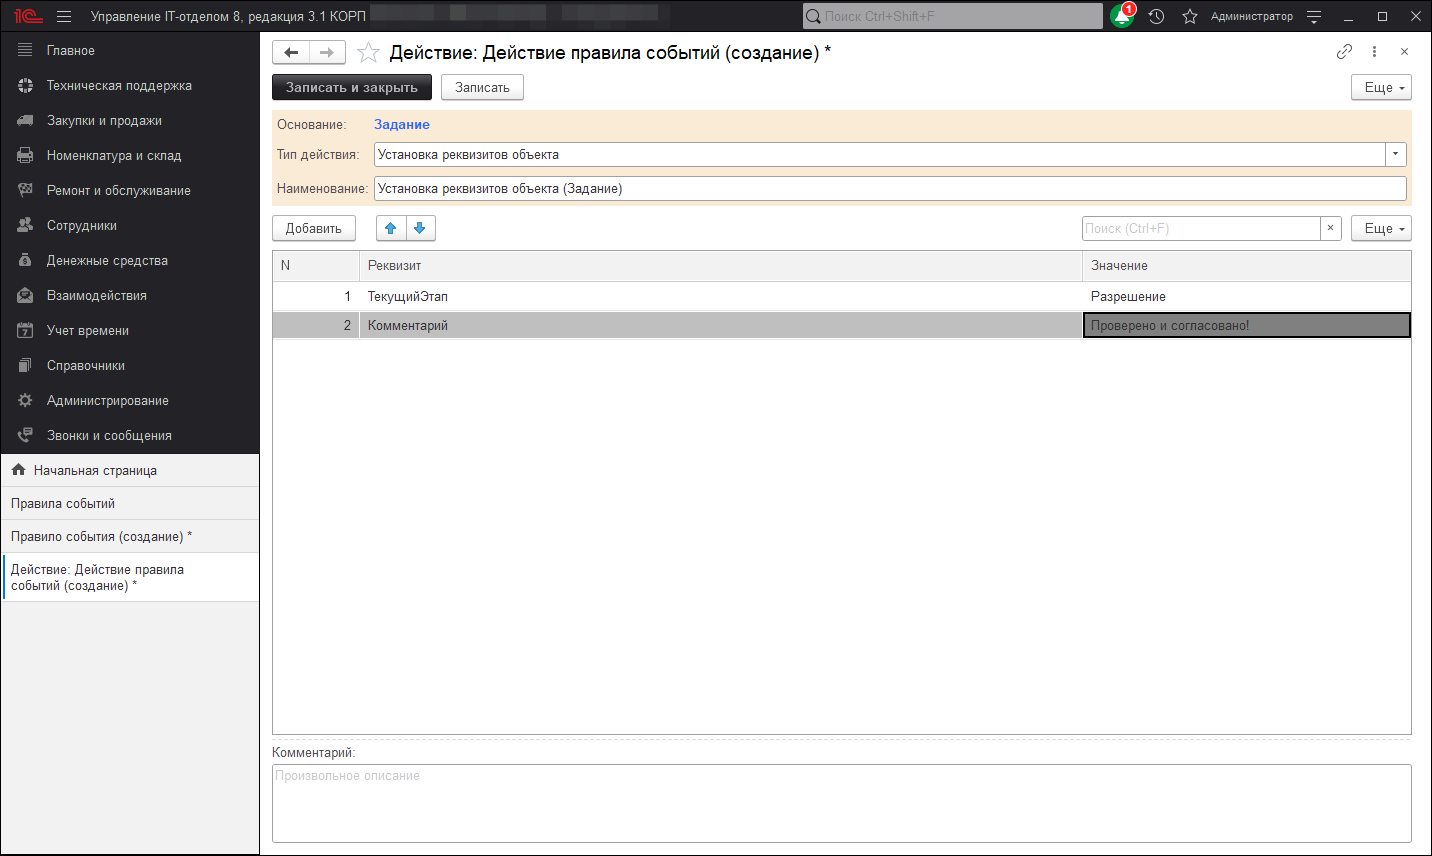 1С Управление IT-отделом 8, редакция 3.1 КОРП Поиск Ctrl+Shift+F 1 Администратор
Главное
Техническая поддержка
Закупки и продажи
Номенклатура и склад
Ремонт и обслуживание
Сотрудники
Денежные средства
Взаимодействия
7 Учет времени
Справочники
Администрирование
Звонки и сообщения
Начальная страница
Правила событий
Правило события (создание) *
Действие: Действие правила
событий (создание) *
Действие: Действие правила событий (создание) *
Записать и закрыть Записать Еще
Основание: Задание
Тип действия: Установка реквизитов объекта
Наименование: Установка реквизитов объекта (Задание)
Добавить Поиск (Ctrl+F) × Еще
N Реквизит Значение
1 ТекущийЭтап Разрешение
2 Комментарий Проверено и согласовано!
Комментарий:
Произвольное описание